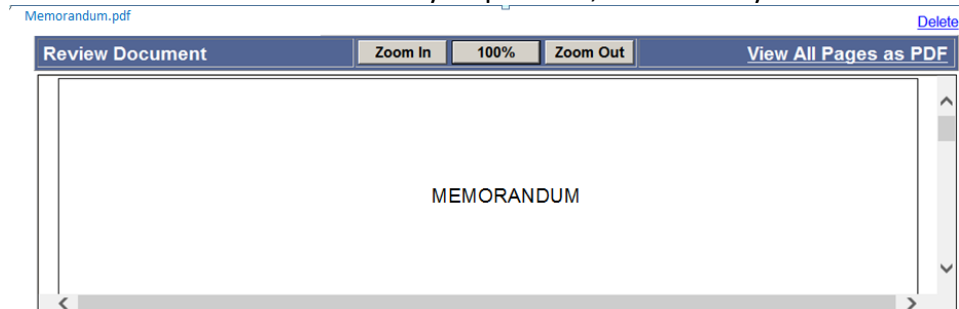 Memorandum.pdf
Delete
Review Document Zoom In 100% Zoom Out View All Pages as PDF
MEMORANDUM